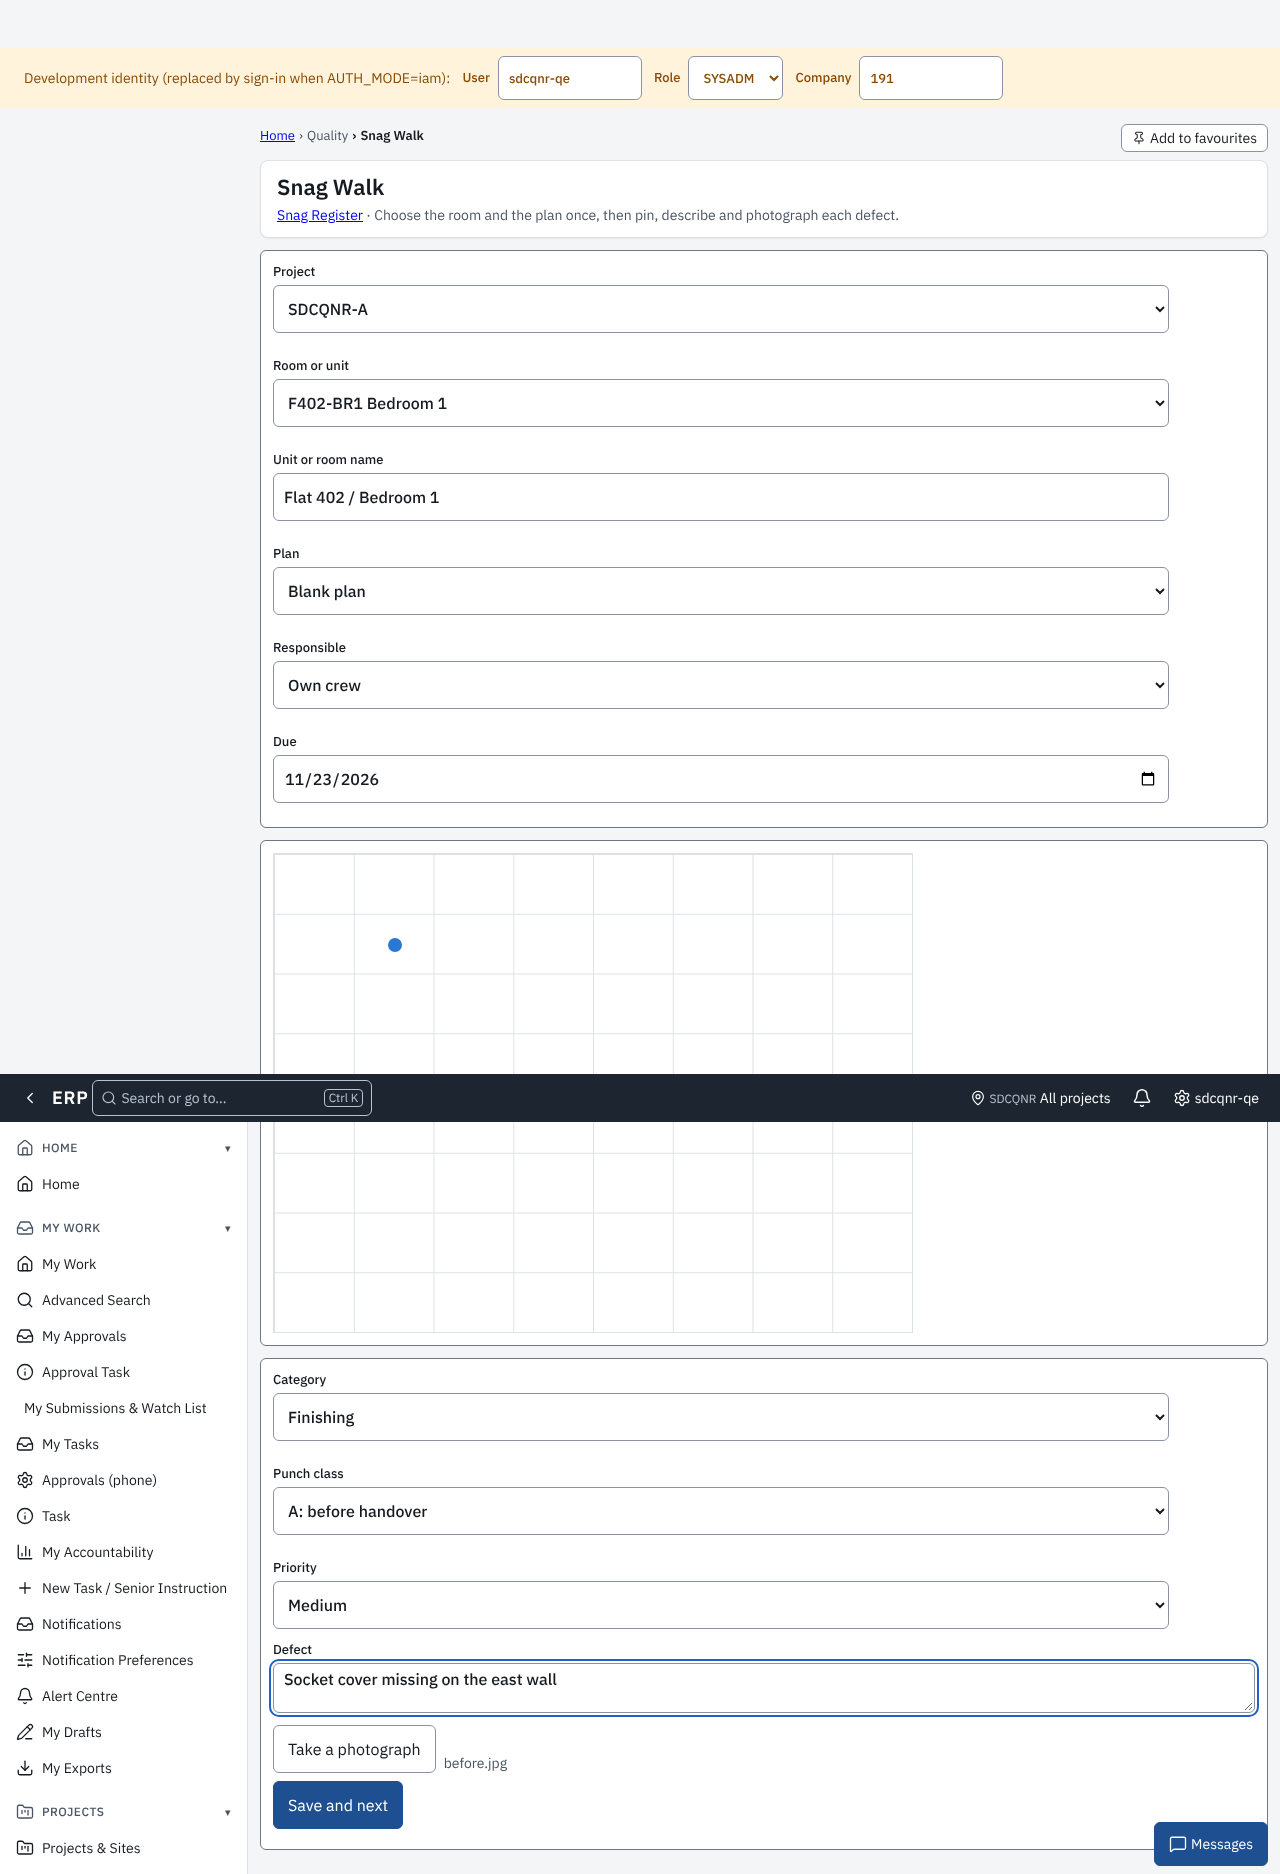 Development identity (replaced by sign-in when AUTH_MODE=iam): User sdcqnr-qe Role SYSADM Company 191
Home › Quality › Snag Walk
Add to favourites
Snag Walk
Snag Register · Choose the room and the plan once, then pin, describe and photograph each defect.
Project
SDCQNR-A
Room or unit
F402-BR1 Bedroom 1
Unit or room name
Flat 402 / Bedroom 1
Plan
Blank plan
Responsible
Own crew
Due
11/23/2026
ERP Search or go to... Ctrl K SDCQNR All projects sdcqnr-qe
HOME
Home
MY WORK
My Work
Advanced Search
My Approvals
Approval Task
My Submissions & Watch List
My Tasks
Approvals (phone)
Task
My Accountability
New Task / Senior Instruction
Notifications
Notification Preferences
Alert Centre
My Drafts
My Exports
PROJECTS
Projects & Sites
Category
Finishing
Punch class
A: before handover
Priority
Medium
Defect
Socket cover missing on the east wall
Take a photograph before.jpg
Save and next
Messages